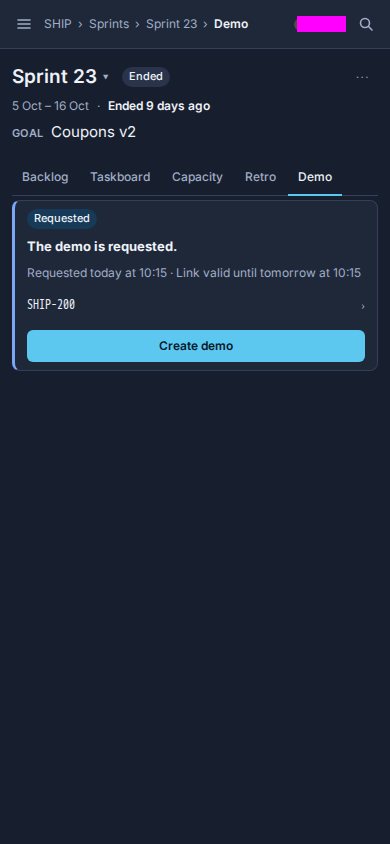 SHIP › Sprints › Sprint 23 › Demo
Sprint 23 ▾ Ended ...
5 Oct – 16 Oct · Ended 9 days ago
GOAL Coupons v2
Backlog Taskboard Capacity Retro Demo
Requested
The demo is requested.
Requested today at 10:15 · Link valid until tomorrow at 10:15
SHIP-200 ›
Create demo